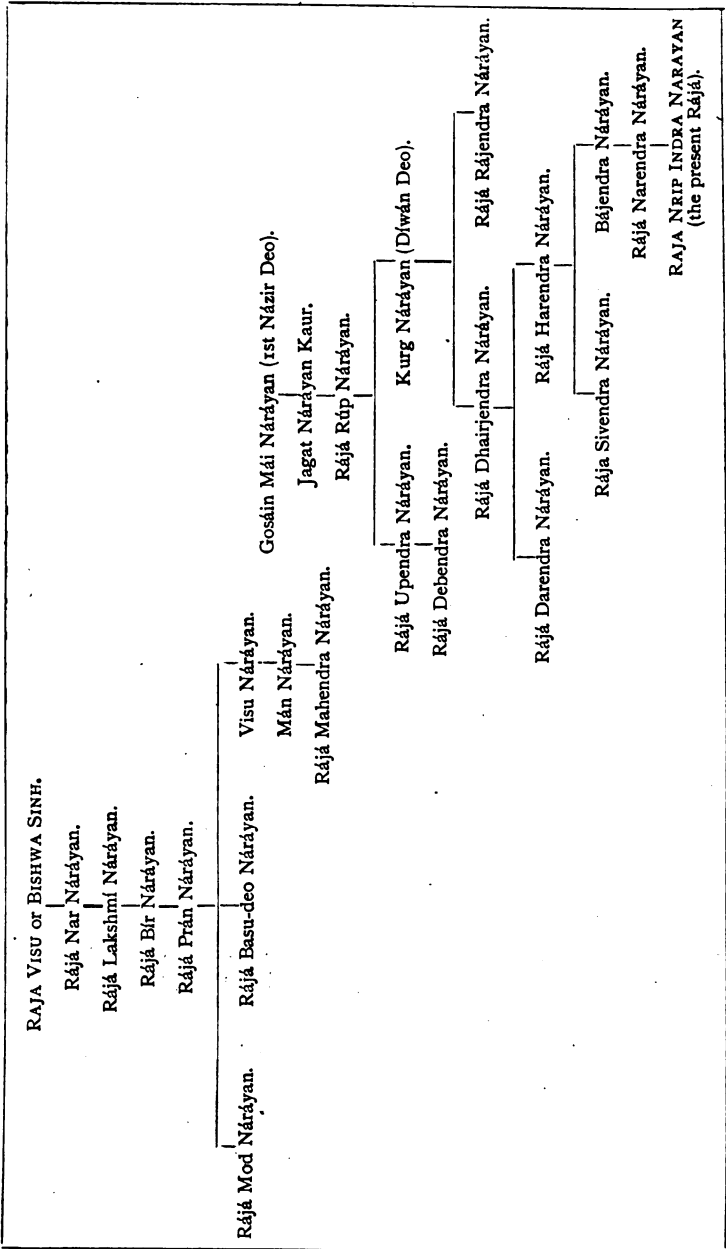 RAJA VISU or BISHWA SINH.
Rájá Nar Náráyan.
Rájá Lakshmí Náráyan.
Rájá Bír Náráyan.
Rájá Prán Náráyan.
Rájá Mod Náráyan.
Rájá Basu-deo Náráyan.
Visu Náráyan.
Mán Náráyan.
Rájá Mahendra Náráyan.
Gosáin Mái Náráyan (1st Názir Deo).
Jagat Náráyan Kaur.
Rájá Rúp Náráyan.
Rájá Upendra Náráyan.
Kurg Náráyan (Díwán Deo).
Rájá Debendra Náráyan.
Rájá Dhairjendra Náráyan.
Rájá Rájendra Náráyan.
Rájá Darendra Náráyan.
Rájá Harendra Náráyan.
Rája Sivendra Náráyan.
Bájendra Náráyan.
Rájá Narendra Náráyan.
RAJA NRIP INDRA NARAYAN
(the present Rájá).